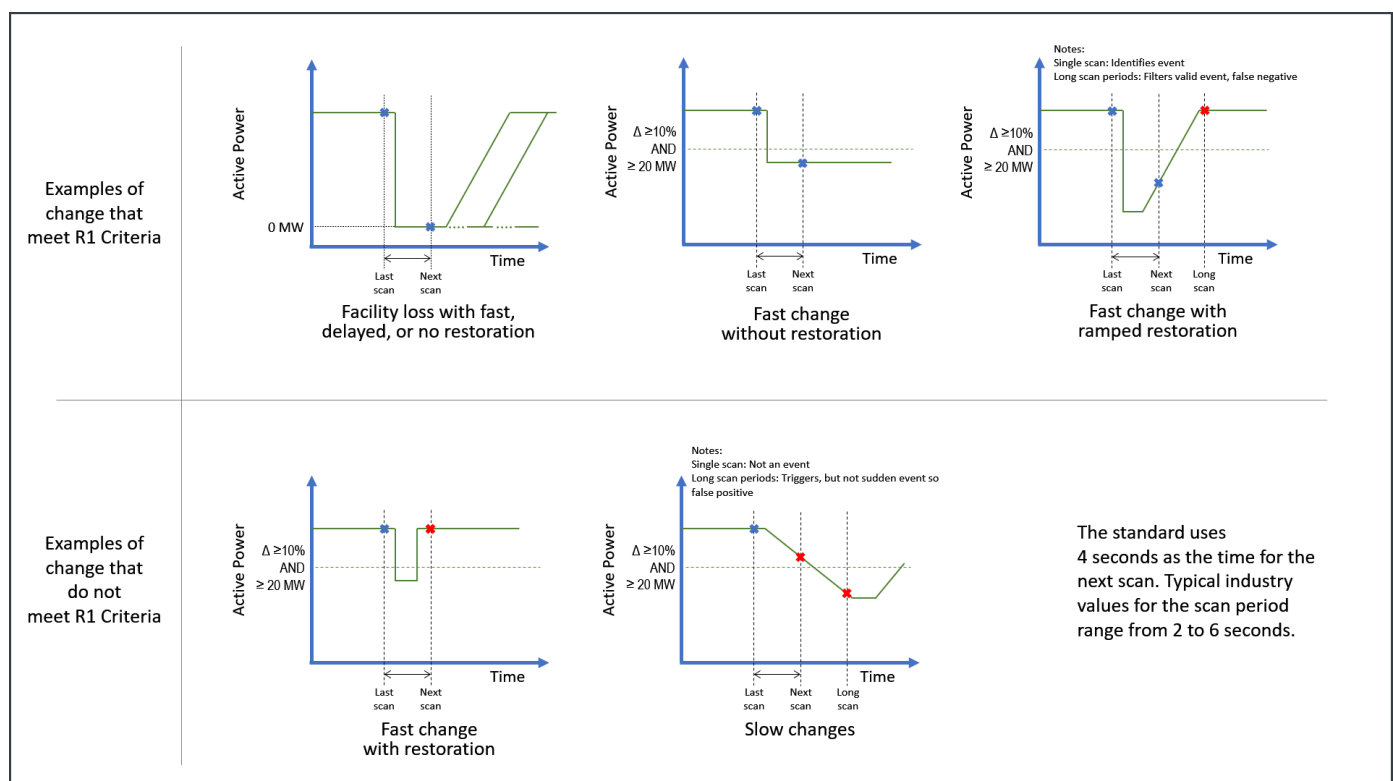 Examples of
change that
meet R1 Criteria
Active Power
0 MW
Time
Last
scan
Next
scan
Facility loss with fast,
delayed, or no restoration
Active Power
Δ ≥10%
AND
≥ 20 MW
Time
Last
scan
Next
scan
Fast change
without restoration
Notes:
Single scan: Identifies event
Long scan periods: Filters valid event, false negative
Active Power
Δ ≥10%
AND
≥ 20 MW
Time
Last
scan
Next
scan
Long
scan
Fast change with
ramped restoration
Examples of
change that
do not
meet R1 Criteria
Active Power
Δ ≥10%
AND
≥ 20 MW
Time
Last
scan
Next
scan
Fast change
with restoration
Notes:
Single scan: Not an event
Long scan periods: Triggers, but not sudden event so
false positive
Active Power
Δ ≥10%
AND
≥ 20 MW
Time
Last
scan
Next
scan
Long
scan
Slow changes
The standard uses
4 seconds as the time for the
next scan. Typical industry
values for the scan period
range from 2 to 6 seconds.